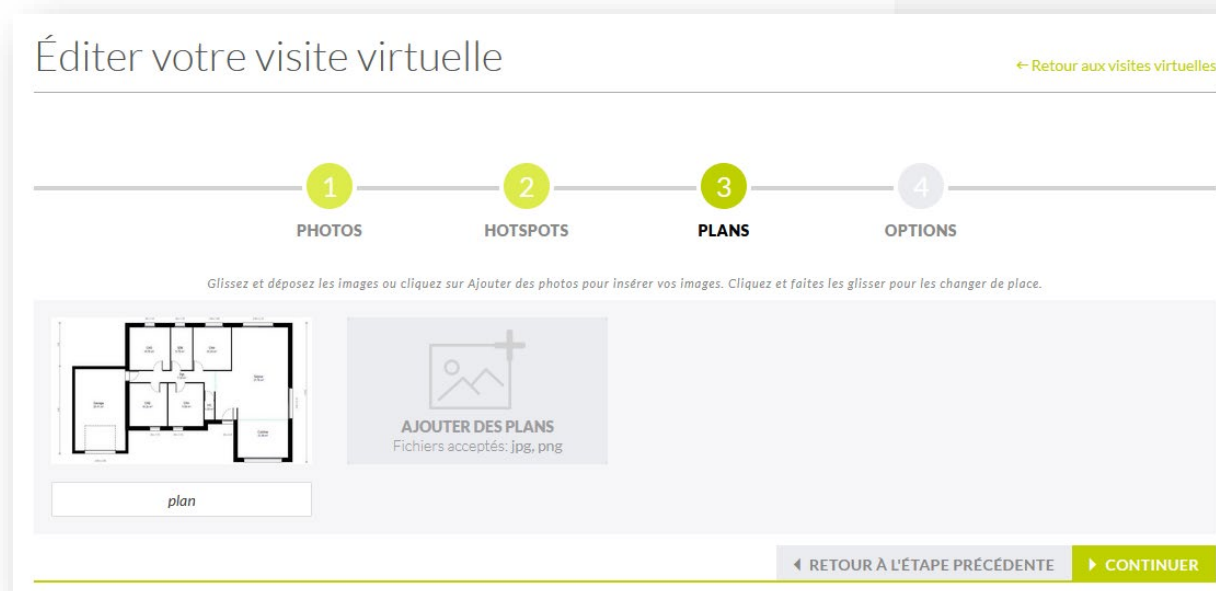 Éditer votre visite virtuelle
← Retour aux visites virtuelles
1
2
3
4
PHOTOS
HOTSPOTS
PLANS
OPTIONS
Glissez et déposez les images ou cliquez sur Ajouter des photos pour insérer vos images. Cliquez et faites les glisser pour les changer de place.
AJOUTER DES PLANS
Fichiers acceptés: jpg, png
plan
RETOUR À L'ÉTAPE PRÉCÉDENTE
CONTINUER